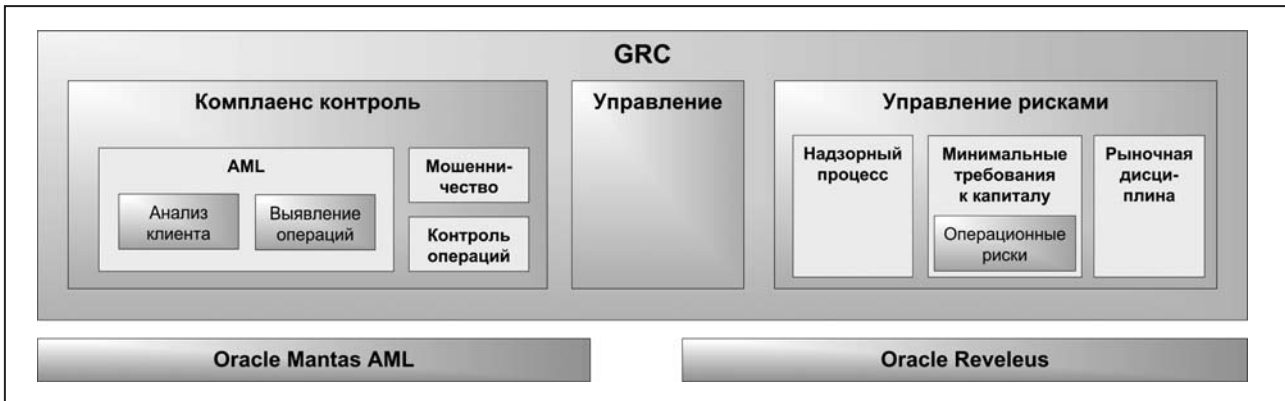 GRC
Комплаенс контроль
AML
Анализ
клиента
Выявление
операций
Мошенни-
чество
Контроль
операций
Управление
Управление рисками
Надзорный
процесс
Минимальные
требования
к капиталу
Операционные
риски
Рыночная
дисци-
плина
Oracle Mantas AML
Oracle Reveleus